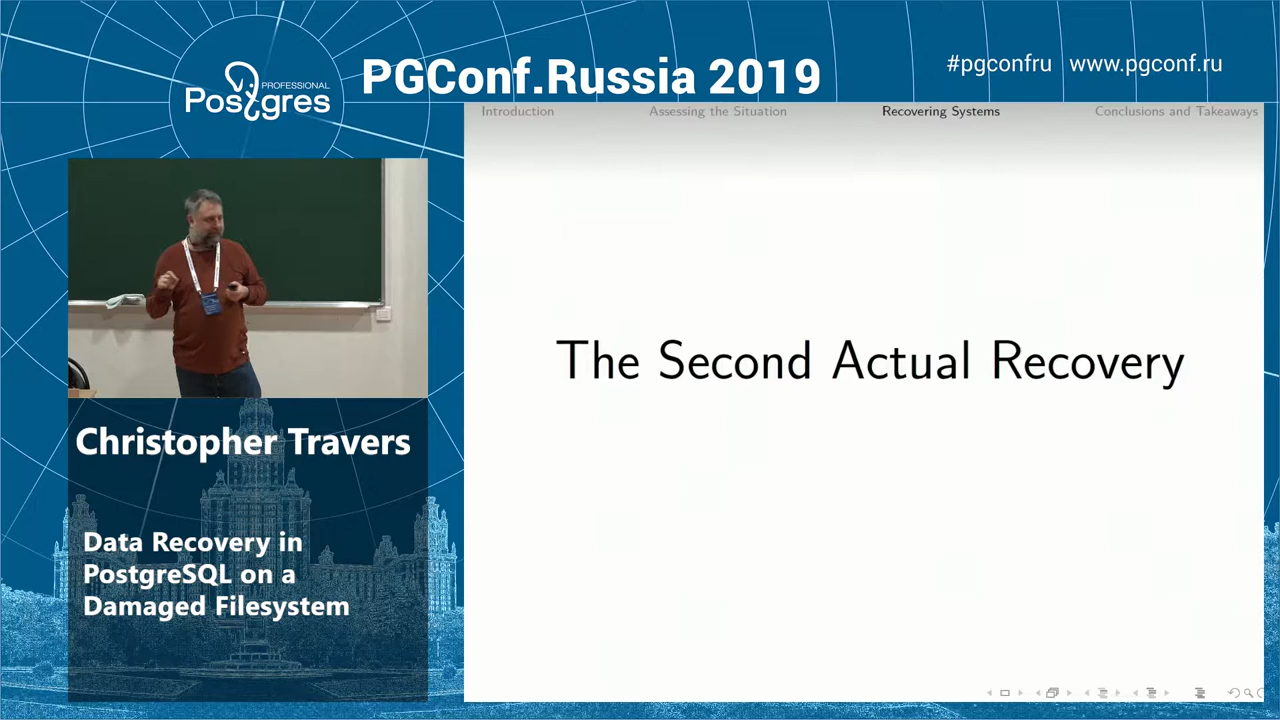 PROFESSIONAL
Postgres
PGConf.Russia 2019
#pgconfru www.pgconf.ru
Introduction
Assessing the Situation
Recovering Systems
Conclusions and Takeaways
The Second Actual Recovery
Christopher Travers
Data Recovery in
PostgreSQL on a
Damaged Filesystem